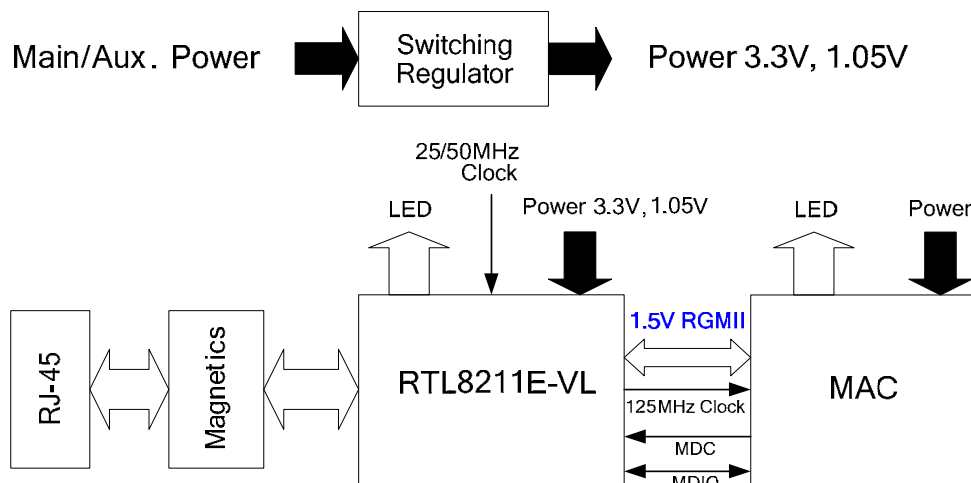 Main/Aux. Power
Switching
Regulator
Power 3.3V, 1.05V
25/50MHz
Clock
LED
Power 3.3V, 1.05V
LED
Power
RJ-45
Magnetics
RTL8211E-VL
1.5V RGMII
125MHz Clock
MDC
MDIO
MAC